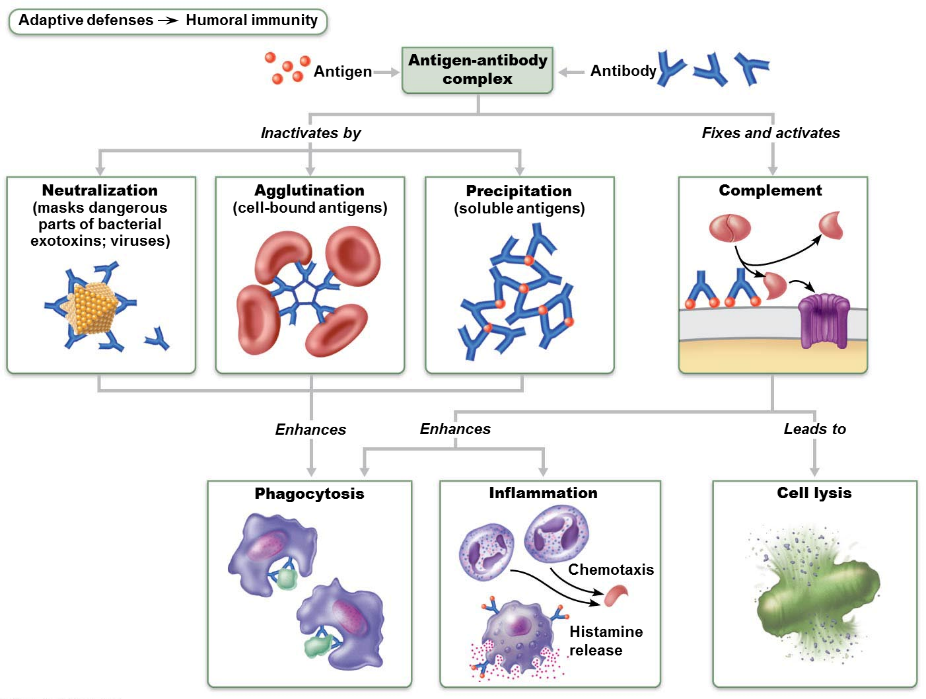 Adaptive defenses → Humoral immunity
Antigen
Antigen-antibody
complex
Antibody
Inactivates by
Fixes and activates
Neutralization
(masks dangerous
parts of bacterial
exotoxins; viruses)
Agglutination
(cell-bound antigens)
Precipitation
(soluble antigens)
Complement
Enhances
Enhances
Leads to
Phagocytosis
Inflammation
Chemotaxis
Histamine
release
Cell lysis